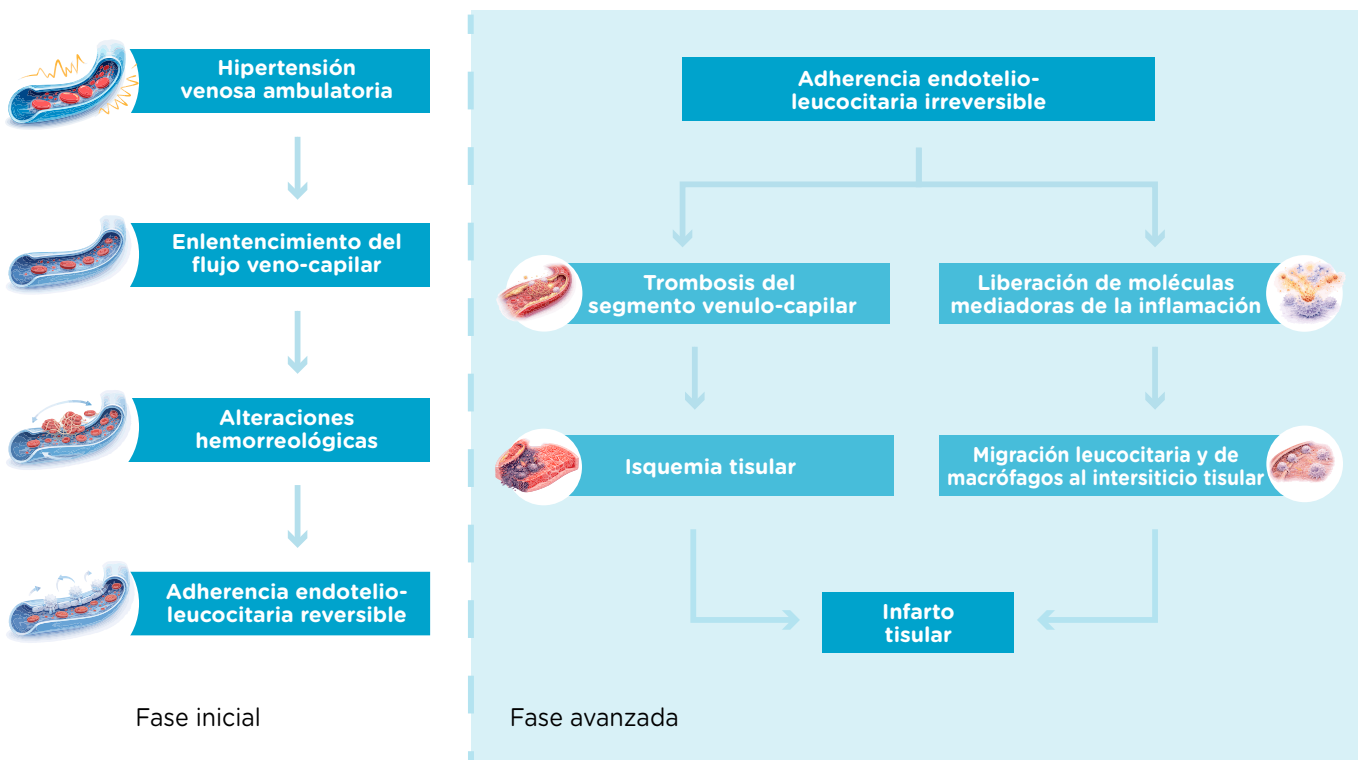 Hipertensión
venosa ambulatoria
Enlentencimiento del
flujo veno-capilar
Alteraciones
hemorreológicas
Adherencia endotelio-
leucocitaria reversible
Fase inicial
Adherencia endotelio-
leucocitaria irreversible
Trombosis del
segmento venulo-capilar
Liberación de moléculas
mediadoras de la inflamación
Isquemia tisular
Migración leucocitaria y de
macrófagos al intersiticio tisular
Infarto
tisular
Fase avanzada